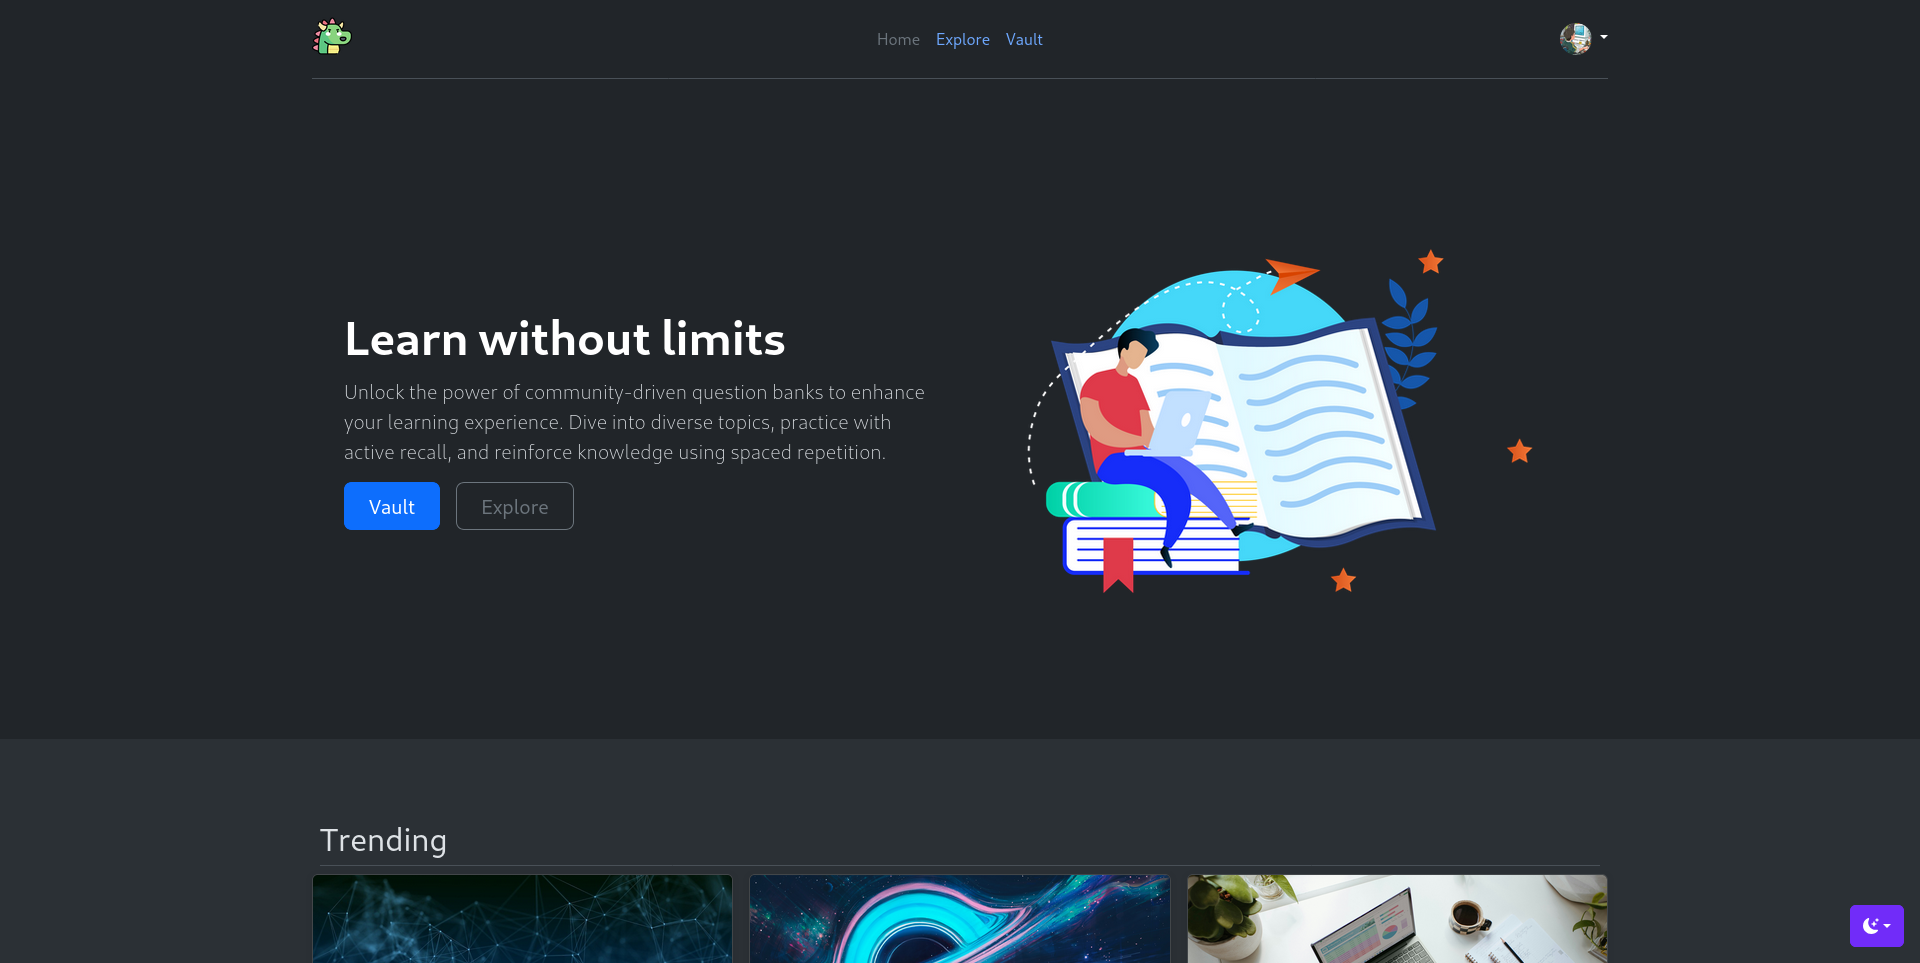 Home Explore Vault
Learn without limits
Unlock the power of community-driven question banks to enhance
your learning experience. Dive into diverse topics, practice with
active recall, and reinforce knowledge using spaced repetition.
Vault Explore
Trending